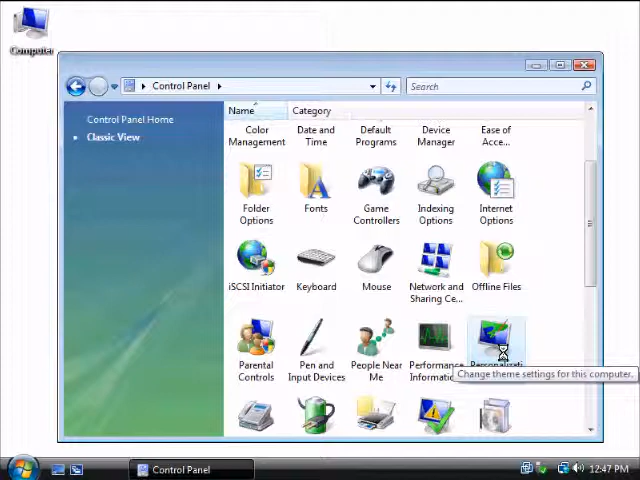 Computer
Control Panel
Search
Control Panel Home
Classic View
Name
Category
Color Management
Date and Time
Default Programs
Device Manager
Ease of Acce...
Folder Options
Fonts
Game Controllers
Indexing Options
Internet Options
iSCSI Initiator
Keyboard
Mouse
Network and Sharing Ce...
Offline Files
Parental Controls
Pen and Input Devices
People Near Me
Performance Informatio
Personalizati
Change theme settings for this computer.
Control Panel
12:47 PM